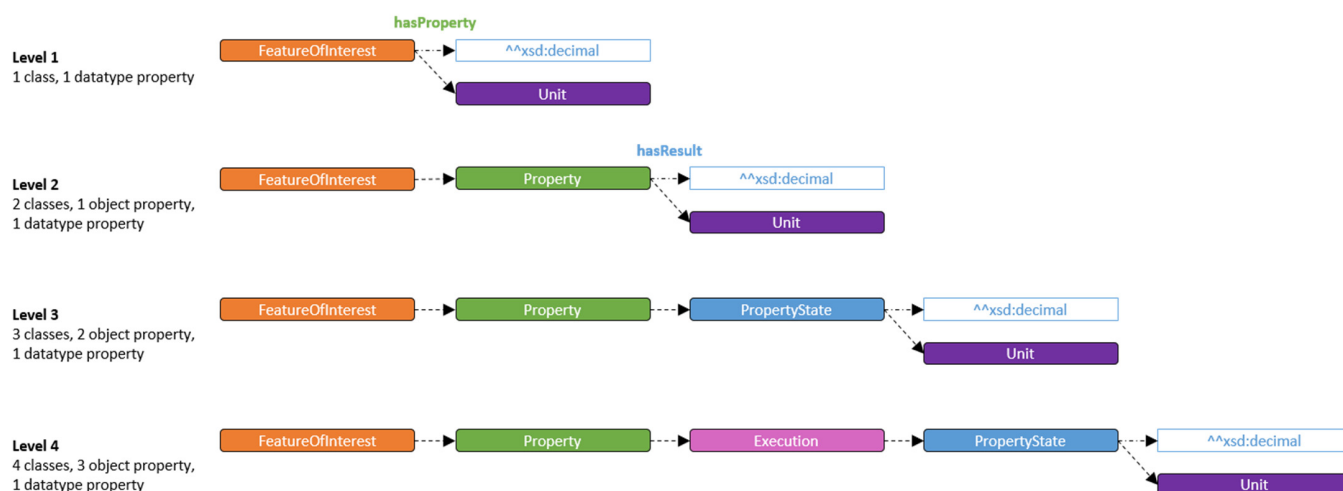 hasProperty
Level 1
1 class, 1 datatype property
FeatureOfInterest
^^xsd:decimal
Unit
hasResult
Level 2
2 classes, 1 object property,
1 datatype property
FeatureOfInterest
Property
^^xsd:decimal
Unit
Level 3
3 classes, 2 object property,
1 datatype property
FeatureOfInterest
Property
PropertyState
^^xsd:decimal
Unit
Level 4
4 classes, 3 object property,
1 datatype property
FeatureOfInterest
Property
Execution
PropertyState
^^xsd:decimal
Unit